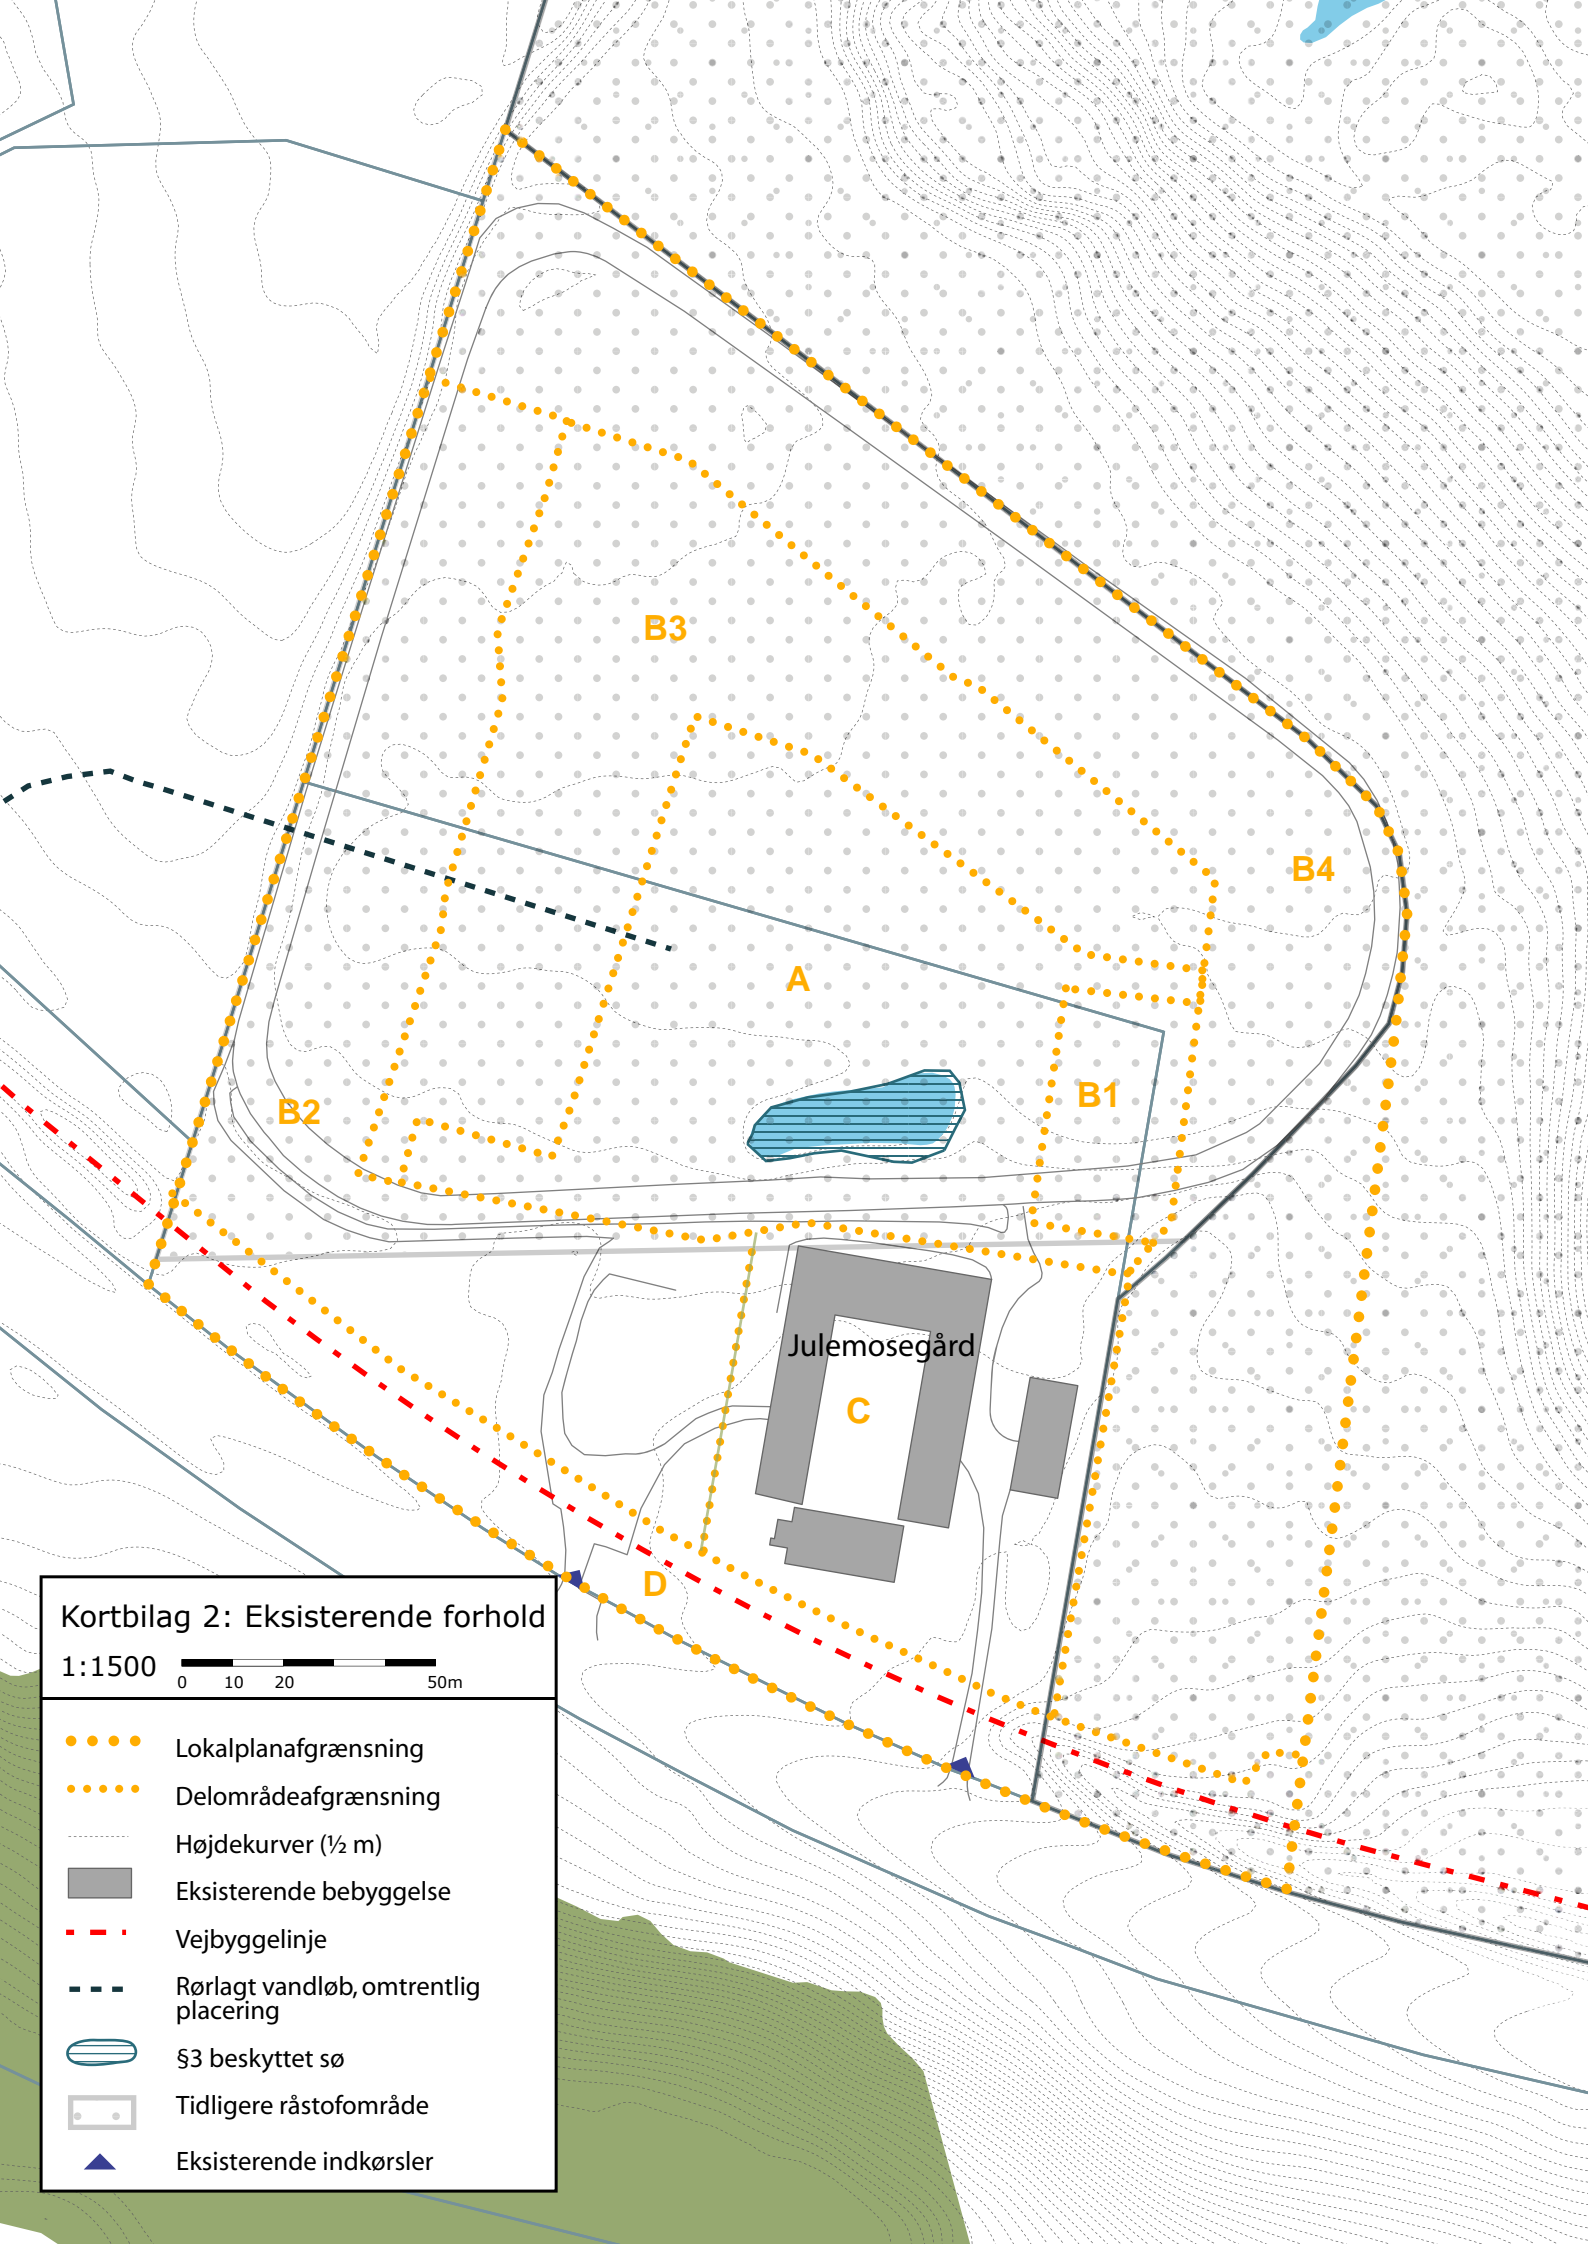 B3
B4
A
B1
B2
Julemosegård
C
D
Kortbilag 2: Eksisterende forhold
1:1500
0 10 20 50m
Lokalplanafgrænsning
Delområdeafgrænsning
Højdekurver (½ m)
Eksisterende bebyggelse
Vejbyggelinje
Rørlagt vandløb, omtrentlig
placering
§3 beskyttet sø
Tidligere råstofområde
Eksisterende indkørsler